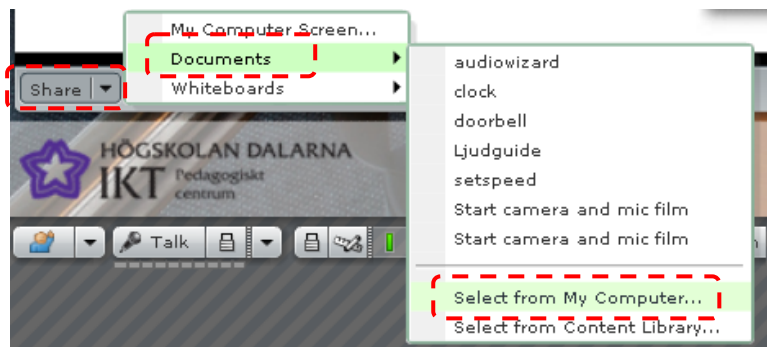 My Computer Screen...
Documents
Whiteboards
Share
audiowizard
clock
doorbell
Ljudguide
setspeed
Start camera and mic film
Start camera and mic film
Select from My Computer...
Select from Content Library...
HÖGSKOLAN DALARNA
IKT Pedagogiskt
centrum
Talk